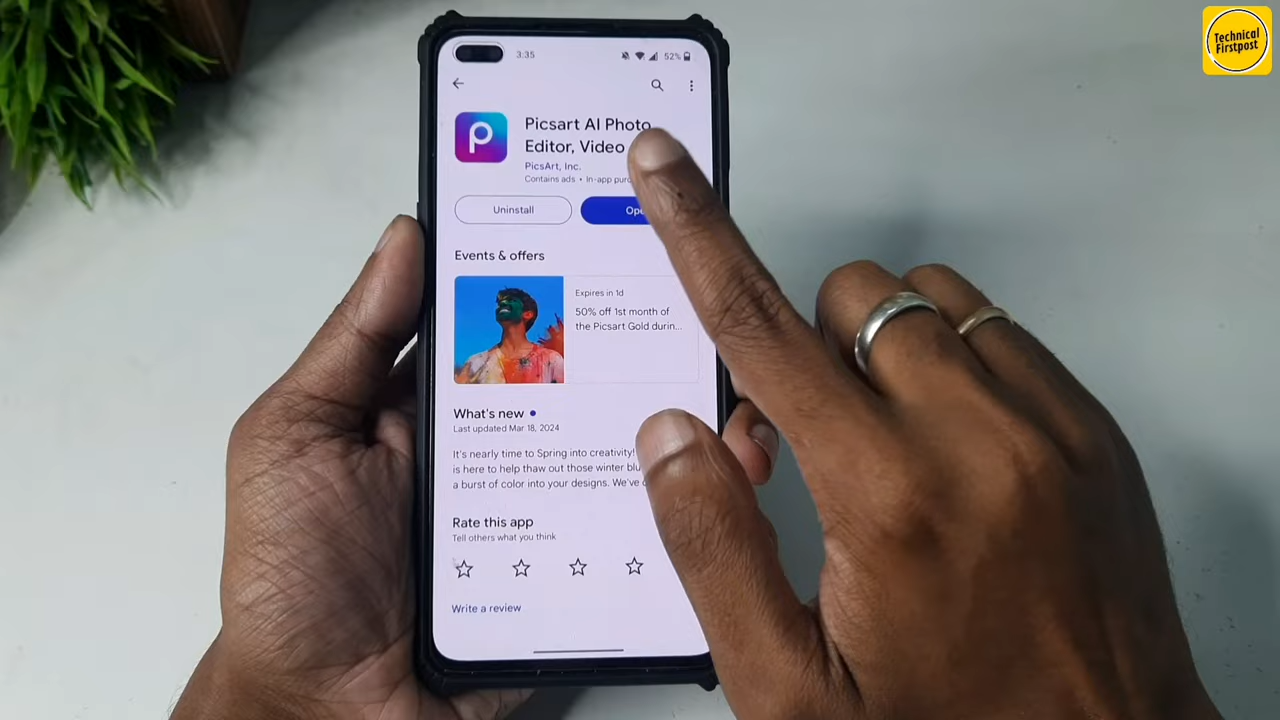 Technical
Firstpost
3:35
52%
Picsart AI Photo
Editor, Video
PicsArt, Inc.
Contains ads • In-app
Uninstall
Events & offers
Expires in 1d
50% off 1st month of
the Picsart Gold durin...
What's new
Last updated Mar 18, 2024
It's nearly time to Spring into creativity!
is here to help thaw out those winter
a burst of color into your designs. We've
Rate this app
Tell others what you think
Write a review